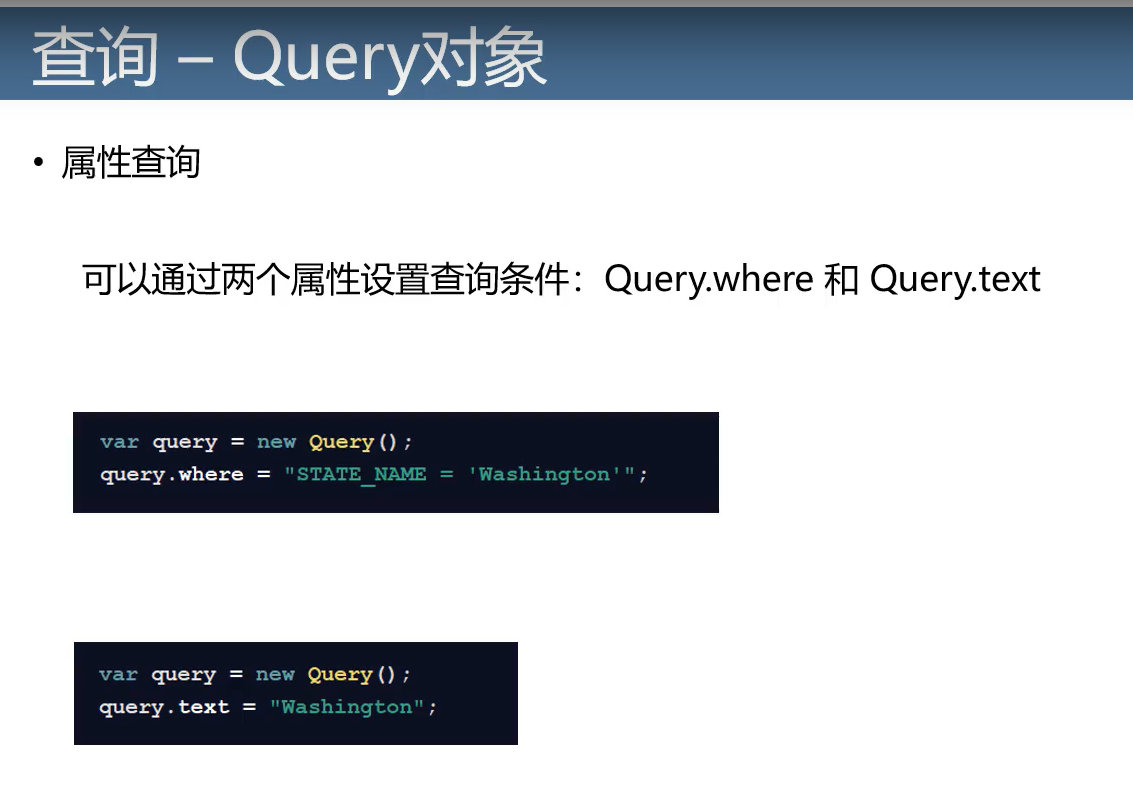 查询 – Query对象
• 属性查询
可以通过两个属性设置查询条件：Query.where 和 Query.text
var query = new Query();
query.where = "STATE_NAME = 'Washington'";
var query = new Query();
query.text = "Washington";